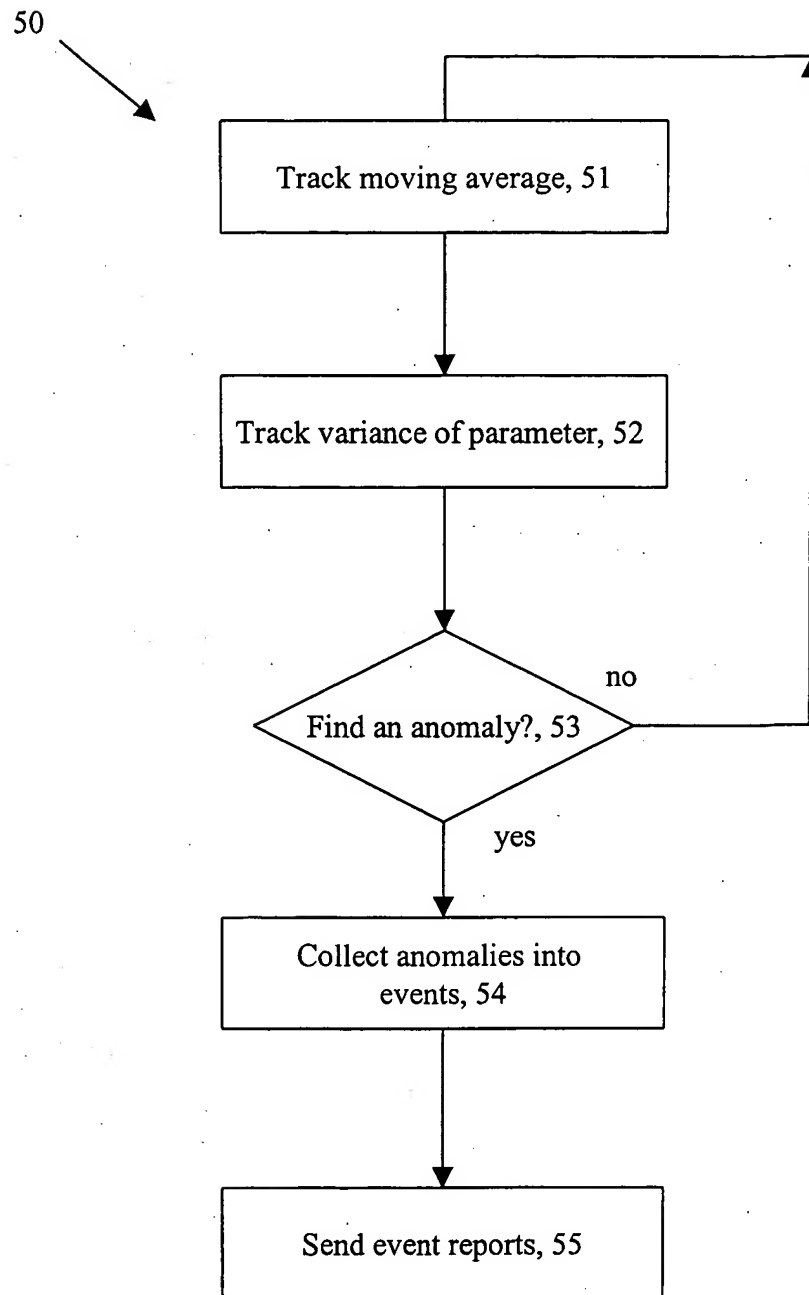 50
Track moving average, 51
Track variance of parameter, 52
no
Find an anomaly?, 53
yes
Collect anomalies into
events, 54
Send event reports, 55